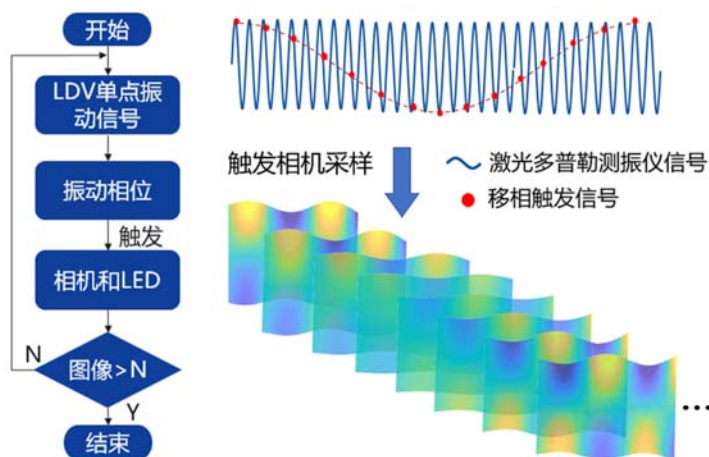 开始
LDV单点振
动信号
振动相位
触发
相机和LED
N
图像>N
Y
结束
触发相机采样
激光多普勒测振仪信号
移相触发信号
...